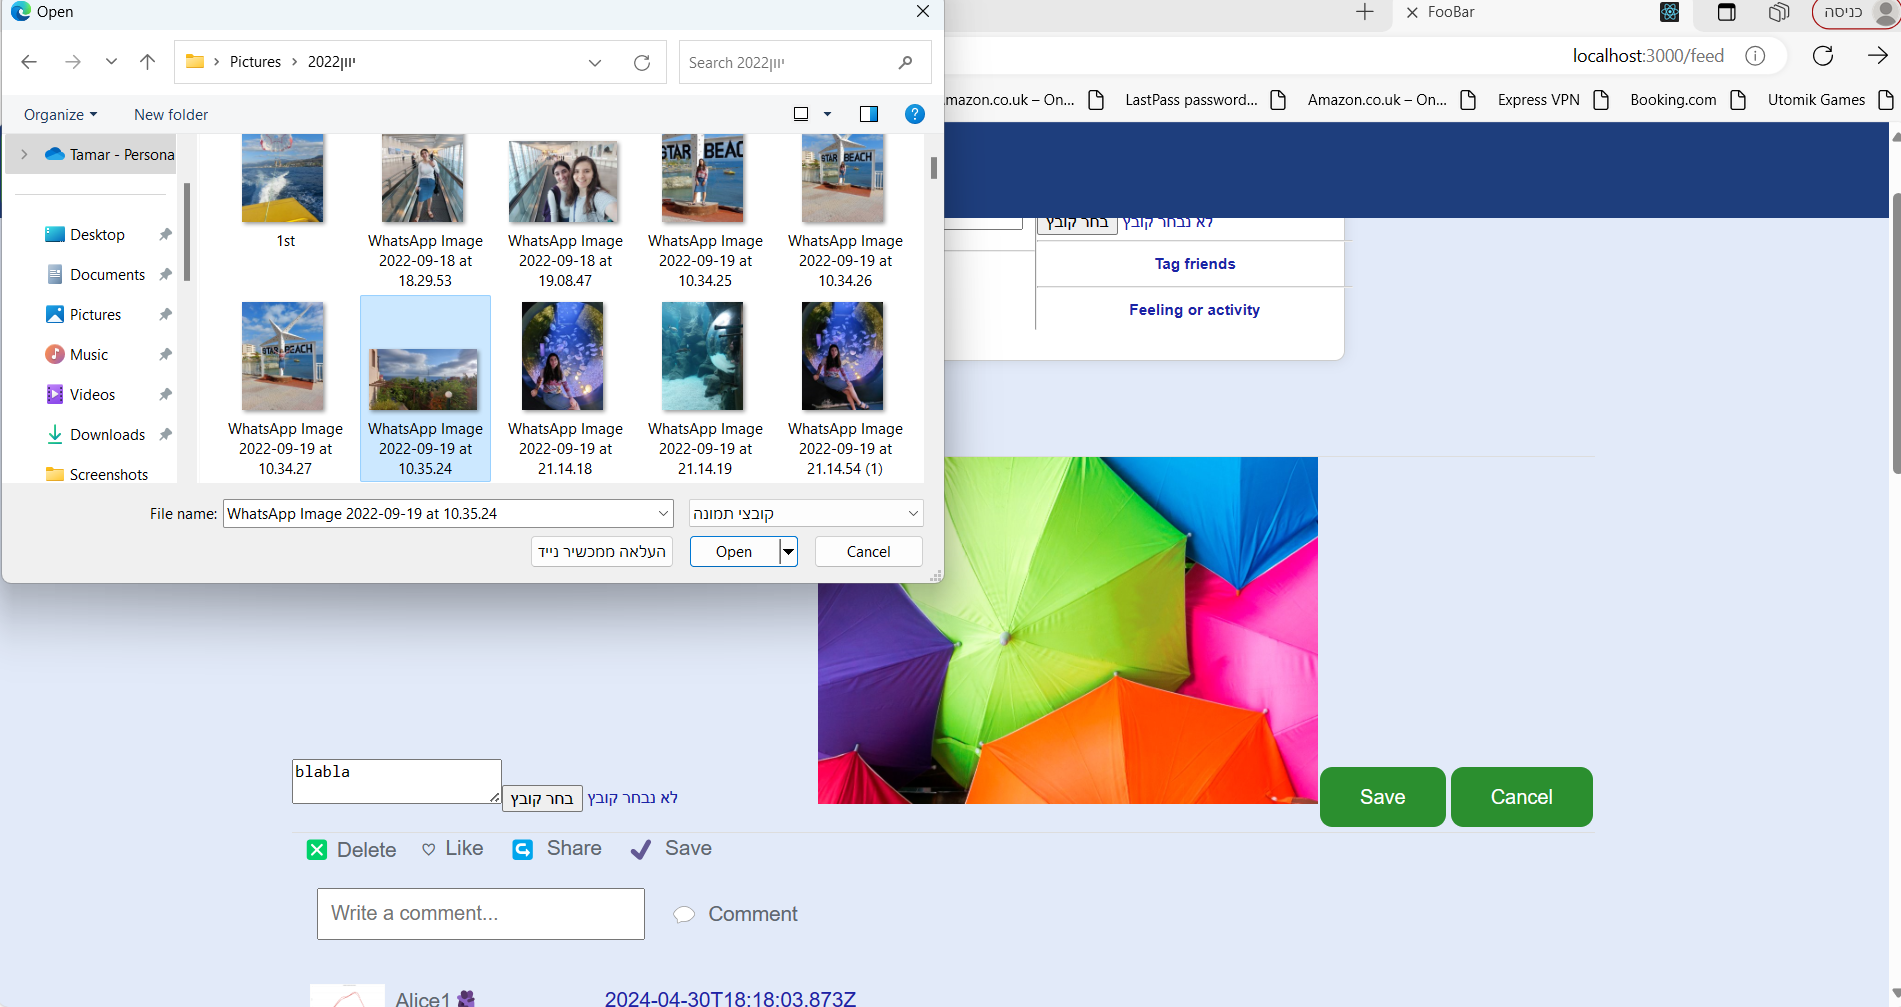 Open
FooBar
כניסה
Pictures
יוון2022
Search יוון2022
localhost:3000/feed
Organize
New folder
mazon.co.uk – On...
LastPass password...
Amazon.co.uk – On...
Express VPN
Booking.com
Utomik Games
Tamar - Persona
Desktop
Documents
Pictures
Music
Videos
Downloads
Screenshots
STAR BEAC
STAR BEACH
1st
WhatsApp Image
2022-09-18 at
18.29.53
WhatsApp Image
2022-09-18 at
19.08.47
WhatsApp Image
2022-09-19 at
10.34.25
WhatsApp Image
2022-09-19 at
10.34.26
STAR BEACH
WhatsApp Image
2022-09-19 at
10.34.27
WhatsApp Image
2022-09-19 at
10.35.24
WhatsApp Image
2022-09-19 at
21.14.18
WhatsApp Image
2022-09-19 at
21.14.19
WhatsApp Image
2022-09-19 at
21.14.54 (1)
File name:
WhatsApp Image 2022-09-19 at 10.35.24
קובצי תמונה
העלאה ממכשיר נייד
Open
Cancel
בחר קובץ
לא נבחר קובץ
Tag friends
Feeling or activity
blabla
בחר קובץ
לא נבחר קובץ
Save
Cancel
Delete
Like
Share
Save
Write a comment...
Comment
Alice1
2024-04-30T18:18:03.873Z